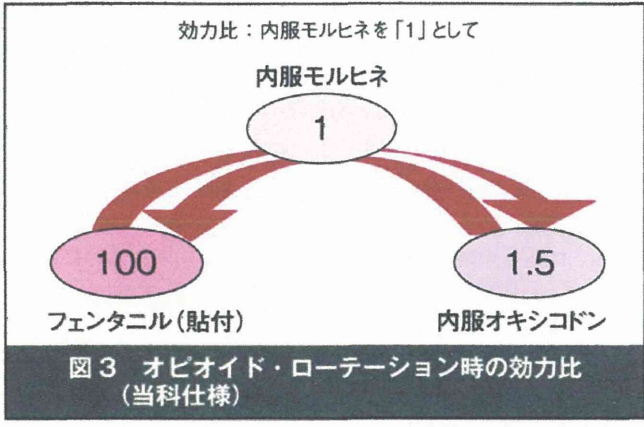 効力比：内服モルヒネを「1」として
内服モルヒネ
1
100
1.5
フェンタニル（貼付）
内服オキシコドン
図3　オピオイド・ローテーション時の効力比
（当科仕様）